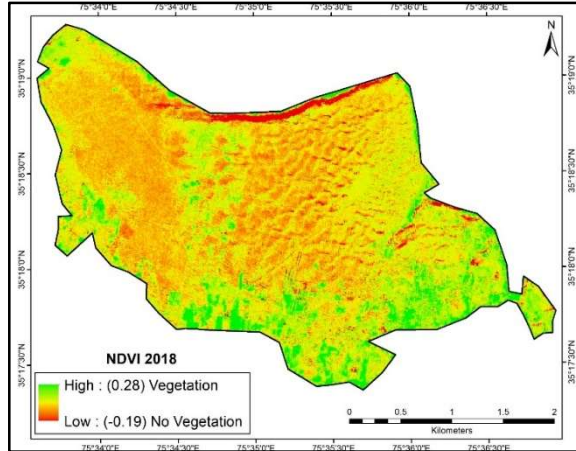 75°34'0"E 75°34'30"E 75°35'0"E 75°35'30"E 75°36'0"E 75°36'30"E
N
35°19'0"N 35°19'0"N
35°18'30"N 35°18'30"N
35°18'0"N 35°18'0"N
35°17'30"N 35°17'30"N
NDVI 2018
High : (0.28) Vegetation
Low : (-0.19) No Vegetation
0 0.5 1 1.5 2
Kilometers
75°34'0"E 75°34'30"E 75°35'0"E 75°35'30"E 75°36'0"E 75°36'30"E